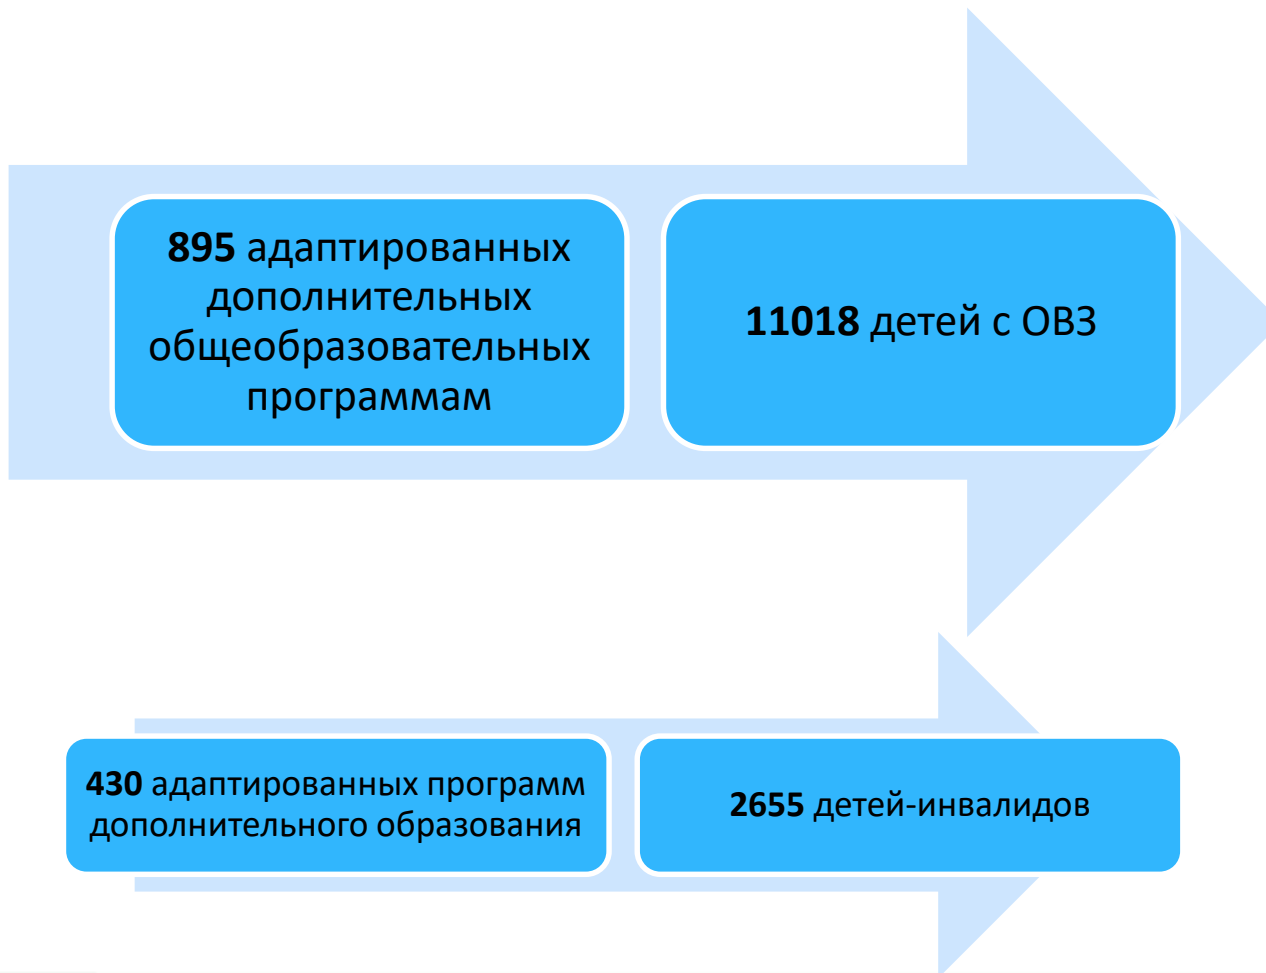 895 адаптированных
дополнительных
общеобразовательных
программам
11018 детей с ОВЗ
430 адаптированных программ
дополнительного образования
2655 детей-инвалидов